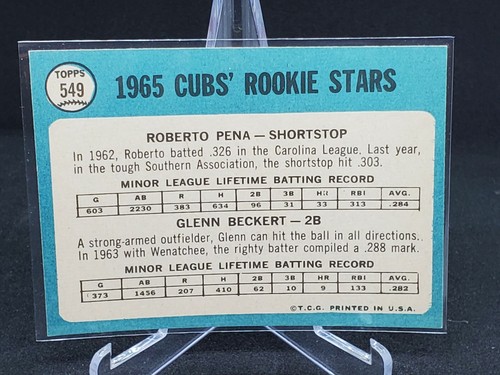 TOPPS
549
1965 CUBS' ROOKIE STARS
ROBERTO PENA — SHORTSTOP
In 1962, Roberto batted .326 in the Carolina League. Last year,
in the tough Southern Association, the shortstop hit .303.
MINOR LEAGUE LIFETIME BATTING RECORD
G AB R H 2B 3B HR RBI AVG.
603 2230 383 634 96 31 33 313 .284
GLENN BECKERT — 2B
A strong-armed outfielder, Glenn can hit the ball in all directions..
In 1963 with Wenatchee, the righty batter compiled a .288 mark.
MINOR LEAGUE LIFETIME BATTING RECORD
G AB R H 2B 3B HR RBI AVG.
373 1456 207 410 62 10 9 133 .282
©T.C.G. PRINTED IN U.S.A.